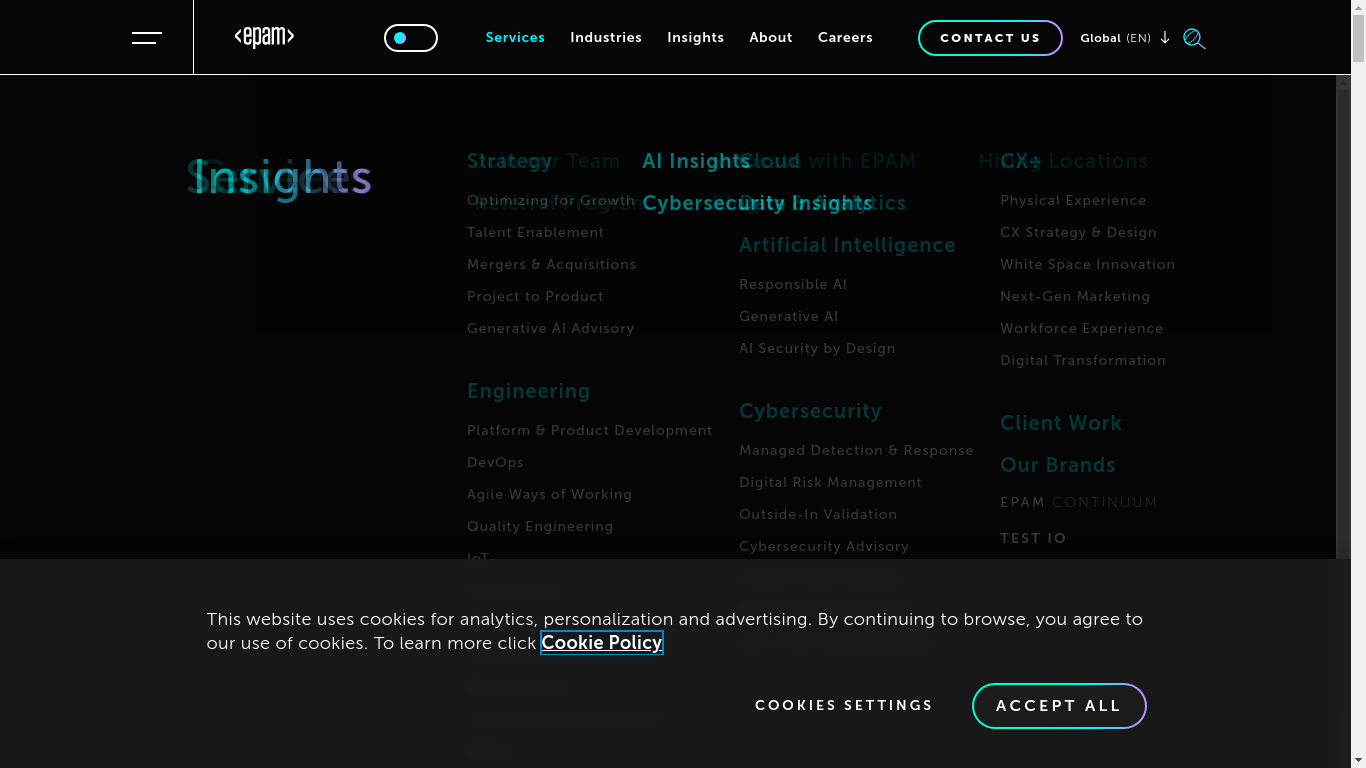 <epam>
Services Industries Insights About Careers
CONTACT US
Global (EN)
Insights
Services
Strategy
Optimizing for Growth
Talent Enablement
Mergers & Acquisitions
Project to Product
Generative AI Advisory
Engineering
Platform & Product Development
DevOps
Agile Ways of Working
Quality Engineering
IoT
AI Insights
Cybersecurity Insights
Cloud
Data & Analytics
Artificial Intelligence
Responsible AI
Generative AI
AI Security by Design
Cybersecurity
Managed Detection & Response
Digital Risk Management
Outside-In Validation
Cybersecurity Advisory
CX+
Physical Experience
CX Strategy & Design
White Space Innovation
Next-Gen Marketing
Workforce Experience
Digital Transformation
Client Work
Our Brands
EPAM CONTINUUM
TEST IO
Hiring Locations
This website uses cookies for analytics, personalization and advertising. By continuing to browse, you agree to
our use of cookies. To learn more click Cookie Policy
COOKIES SETTINGS
ACCEPT ALL